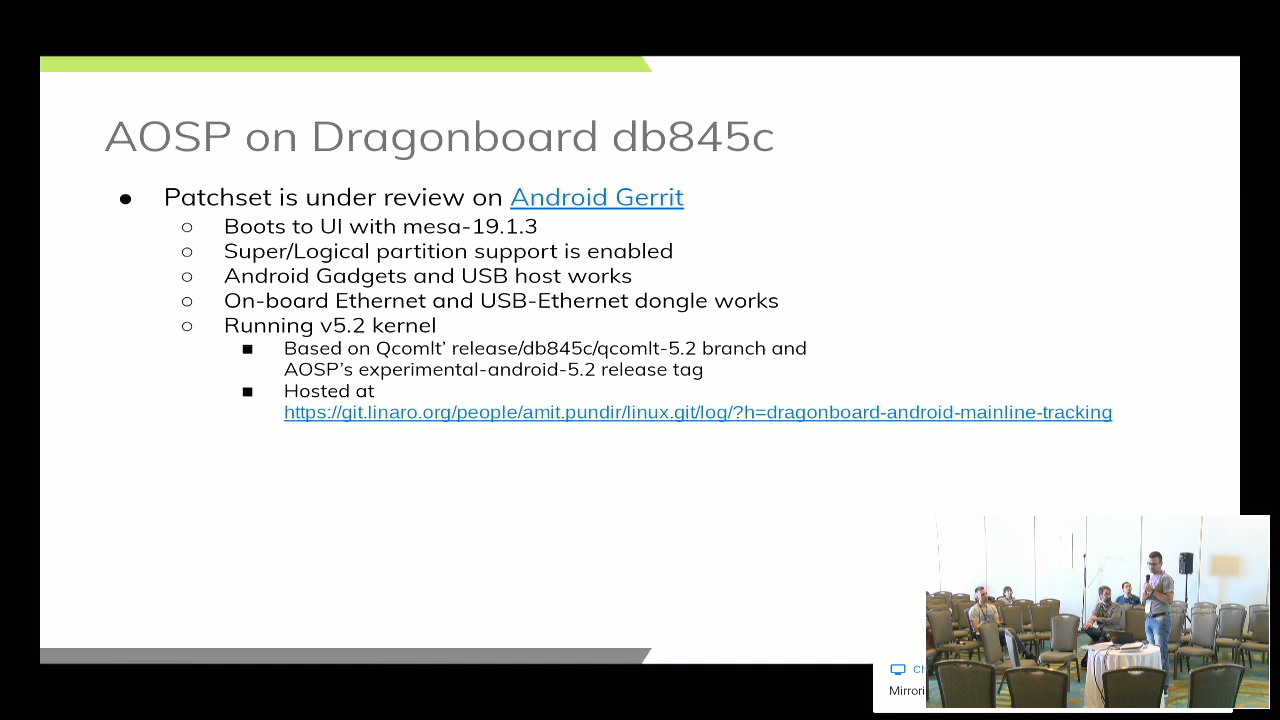 AOSP on Dragonboard db845c
● Patchset is under review on Android Gerrit
○ Boots to UI with mesa-19.1.3
○ Super/Logical partition support is enabled
○ Android Gadgets and USB host works
○ On-board Ethernet and USB-Ethernet dongle works
○ Running v5.2 kernel
■ Based on Qcomlt’ release/db845c/qcomlt-5.2 branch and
AOSP’s experimental-android-5.2 release tag
■ Hosted at
https://git.linaro.org/people/amit.pundir/linux.git/log/?h=dragonboard-android-mainline-tracking